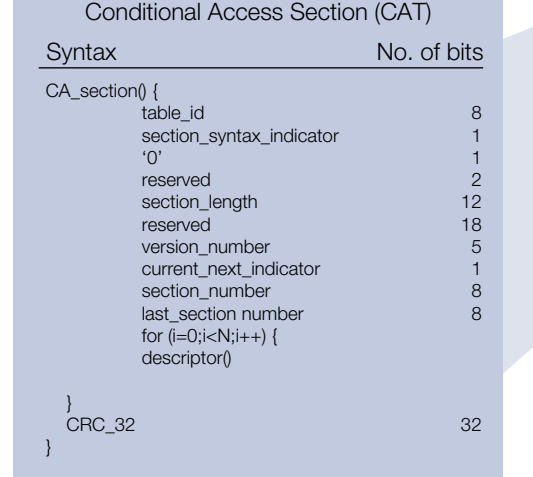 Conditional Access Section (CAT)
Syntax No. of bits
CA_section() {
table_id 8
section_syntax_indicator 1
‘0’ 1
reserved 2
section_length 12
reserved 18
version_number 5
current_next_indicator 1
section_number 8
last_section number 8
for (i=0;i<N;i++) {
descriptor()
}
CRC_32 32
}